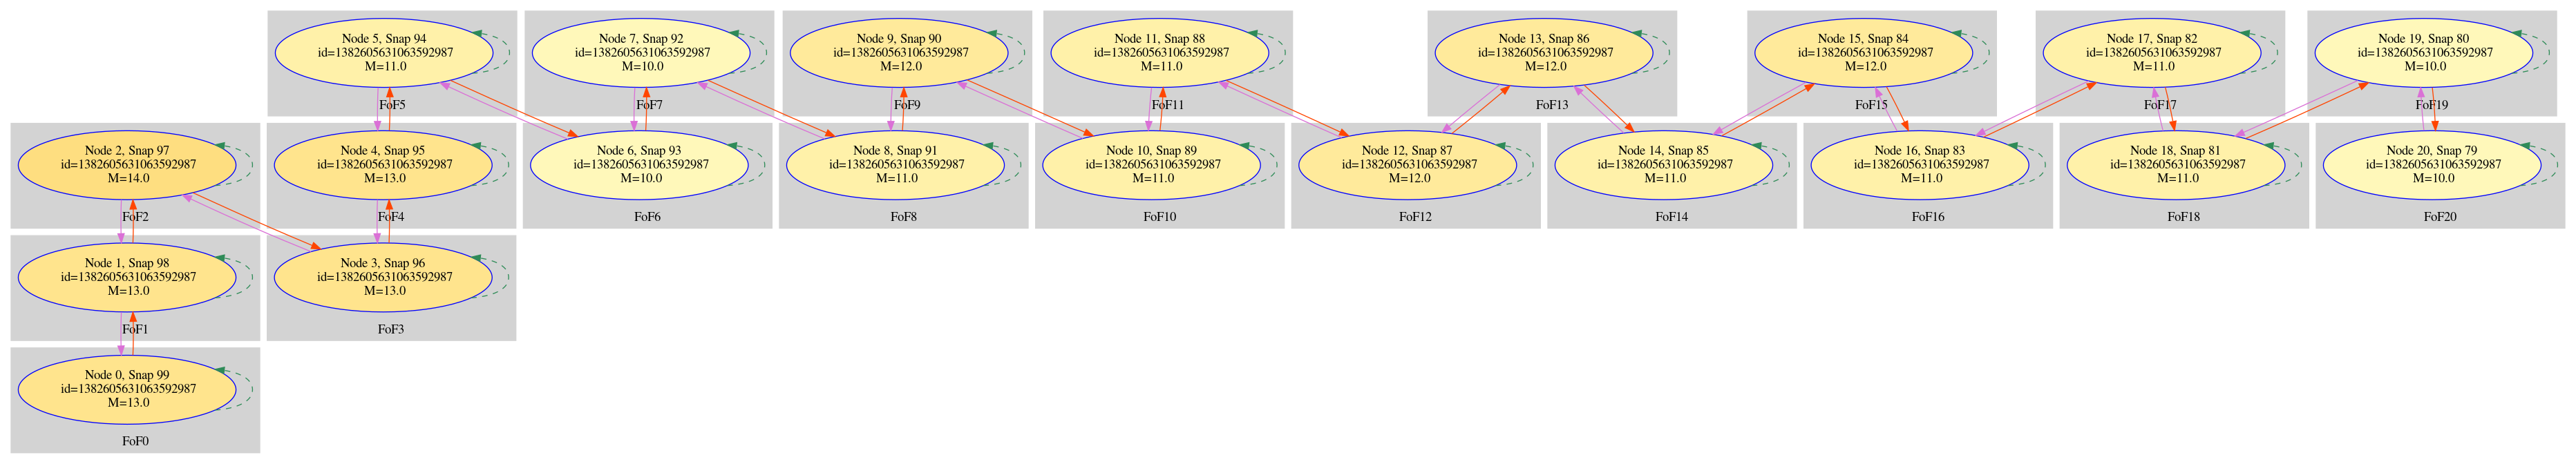 Node 5, Snap 94
id=1382605631063592987
M=11.0
FoF5
Node 7, Snap 92
id=1382605631063592987
M=10.0
FoF7
Node 9, Snap 90
id=1382605631063592987
M=12.0
FoF9
Node 11, Snap 88
id=1382605631063592987
M=11.0
FoF11
Node 13, Snap 86
id=1382605631063592987
M=12.0
FoF13
Node 15, Snap 84
id=1382605631063592987
M=12.0
FoF15
Node 17, Snap 82
id=1382605631063592987
M=11.0
FoF17
Node 19, Snap 80
id=1382605631063592987
M=10.0
FoF19
Node 2, Snap 97
id=1382605631063592987
M=14.0
FoF2
Node 4, Snap 95
id=1382605631063592987
M=13.0
FoF4
Node 6, Snap 93
id=1382605631063592987
M=10.0
FoF6
Node 8, Snap 91
id=1382605631063592987
M=11.0
FoF8
Node 10, Snap 89
id=1382605631063592987
M=11.0
FoF10
Node 12, Snap 87
id=1382605631063592987
M=12.0
FoF12
Node 14, Snap 85
id=1382605631063592987
M=11.0
FoF14
Node 16, Snap 83
id=1382605631063592987
M=11.0
FoF16
Node 18, Snap 81
id=1382605631063592987
M=11.0
FoF18
Node 20, Snap 79
id=1382605631063592987
M=10.0
FoF20
Node 1, Snap 98
id=1382605631063592987
M=13.0
FoF1
Node 3, Snap 96
id=1382605631063592987
M=13.0
FoF3
Node 0, Snap 99
id=1382605631063592987
M=13.0
FoF0